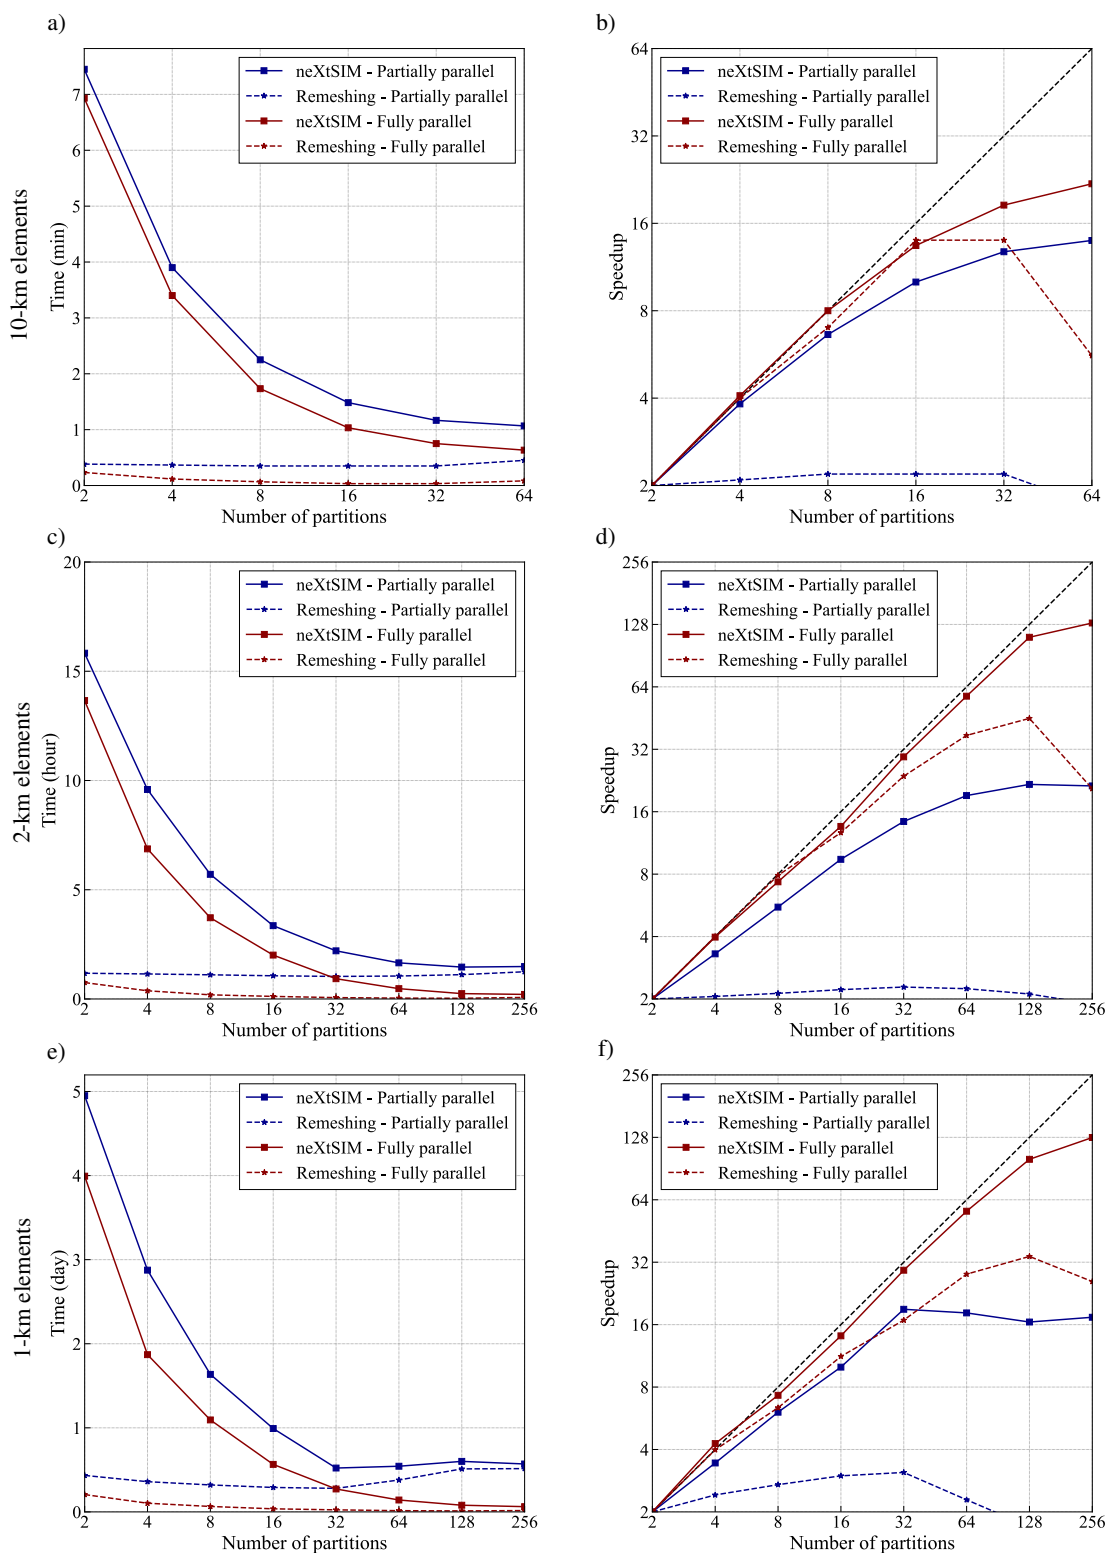 a)
neXtSIM - Partially parallel
Remeshing - Partially parallel
neXtSIM - Fully parallel
Remeshing - Fully parallel
10-km elements
Time (min)
7
6
5
4
3
2
1
0
2 4 8 16 32 64
Number of partitions
b)
neXtSIM - Partially parallel
Remeshing - Partially parallel
neXtSIM - Fully parallel
Remeshing - Fully parallel
Speedup
64
32
16
8
4
2
2 4 8 16 32 64
Number of partitions
c)
neXtSIM - Partially parallel
Remeshing - Partially parallel
neXtSIM - Fully parallel
Remeshing - Fully parallel
2-km elements
Time (hour)
20
15
10
5
0
2 4 8 16 32 64 128 256
Number of partitions
d)
neXtSIM - Partially parallel
Remeshing - Partially parallel
neXtSIM - Fully parallel
Remeshing - Fully parallel
Speedup
256
128
64
32
16
8
4
2
2 4 8 16 32 64 128 256
Number of partitions
e)
neXtSIM - Partially parallel
Remeshing - Partially parallel
neXtSIM - Fully parallel
Remeshing - Fully parallel
1-km elements
Time (day)
5
4
3
2
1
0
2 4 8 16 32 64 128 256
Number of partitions
f)
neXtSIM - Partially parallel
Remeshing - Partially parallel
neXtSIM - Fully parallel
Remeshing - Fully parallel
Speedup
256
128
64
32
16
8
4
2
2 4 8 16 32 64 128 256
Number of partitions